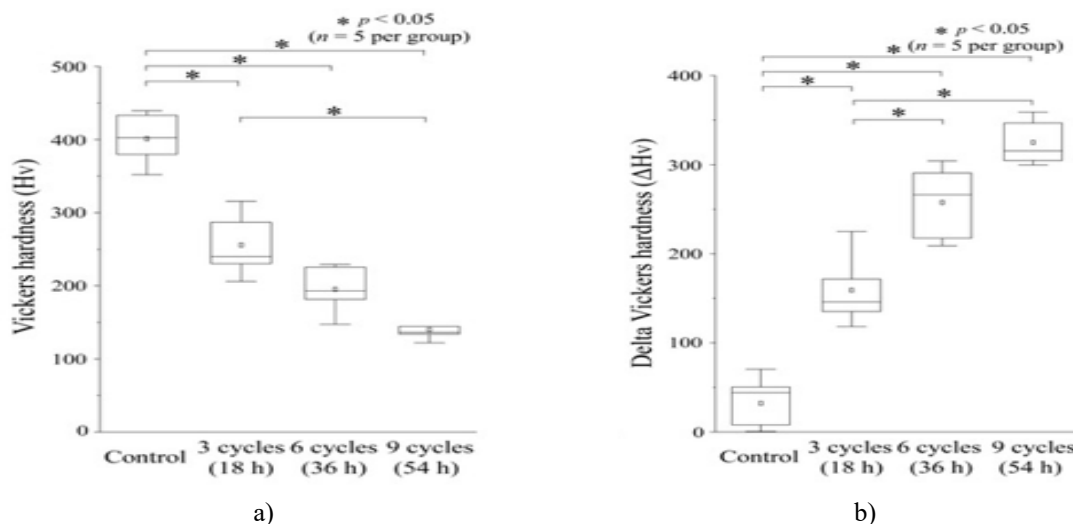 * p < 0.05
(n = 5 per group)
*
*
*
*
Vickers hardness (Hv)
500
400
300
200
100
0
Control
3 cycles
(18 h)
6 cycles
(36 h)
9 cycles
(54 h)
a)
* p < 0.05
(n = 5 per group)
*
*
*
*
*
Delta Vickers hardness (ΔHv)
400
300
200
100
0
Control
3 cycles
(18 h)
6 cycles
(36 h)
9 cycles
(54 h)
b)